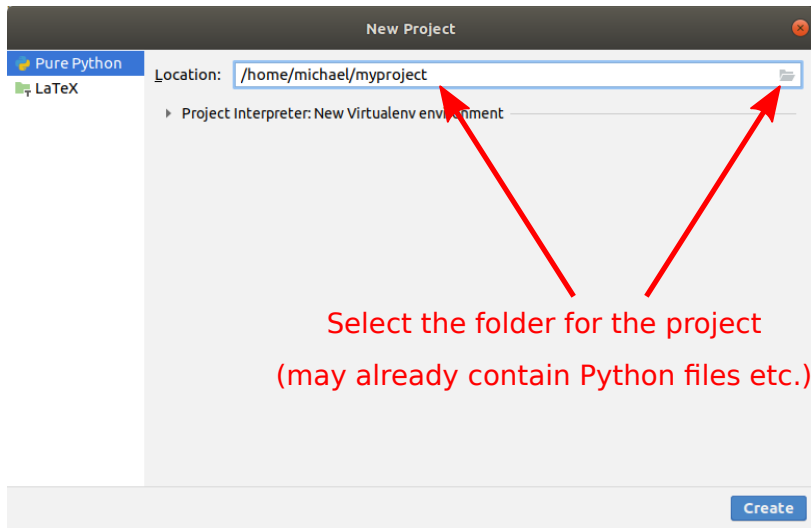 New Project
Pure Python
LaTeX
Location: /home/michael/myproject
Project Interpreter: New Virtualenv environment
Select the folder for the project
(may already contain Python files etc.)
Create